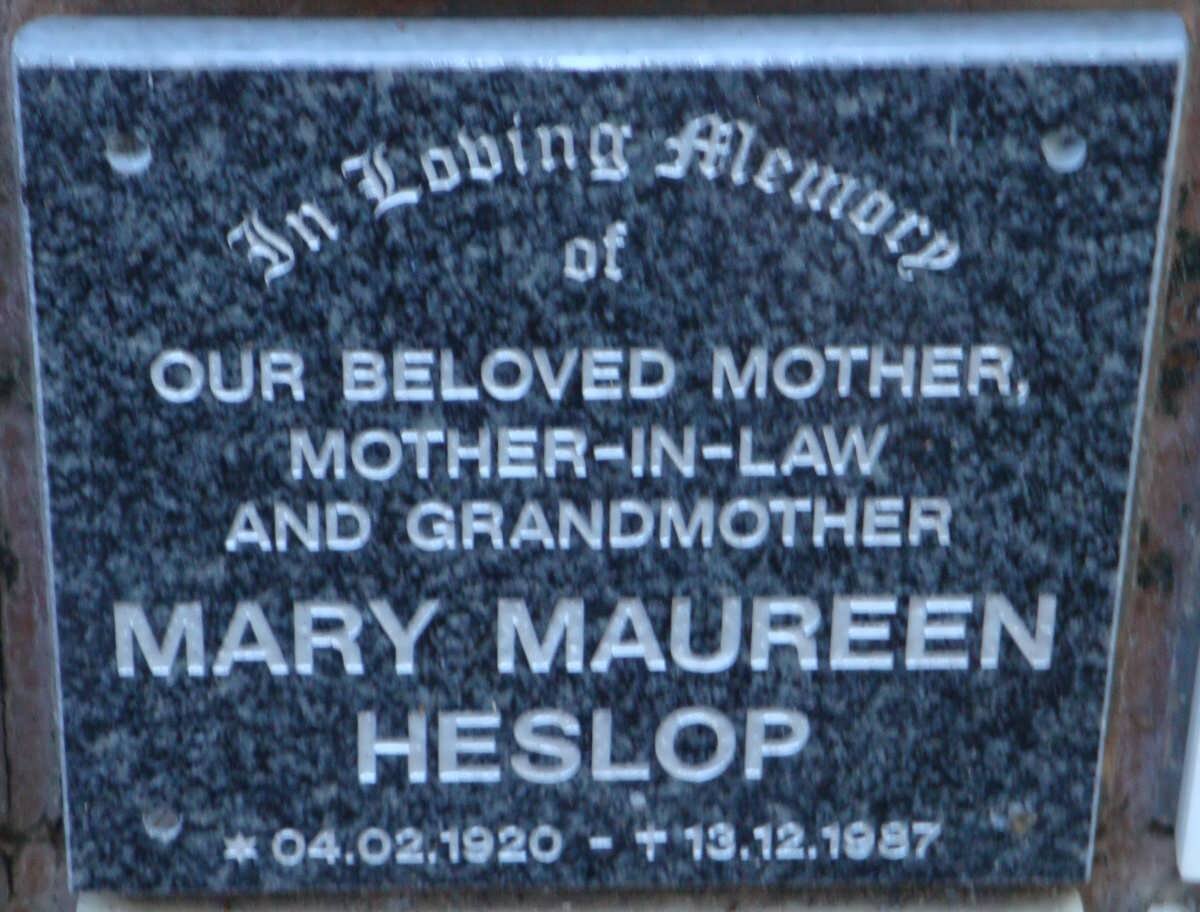 In Loving Memory
of
OUR BELOVED MOTHER,
MOTHER-IN-LAW
AND GRANDMOTHER
MARY MAUREEN
HESLOP
* 04.02.1920 - † 13.12.1987